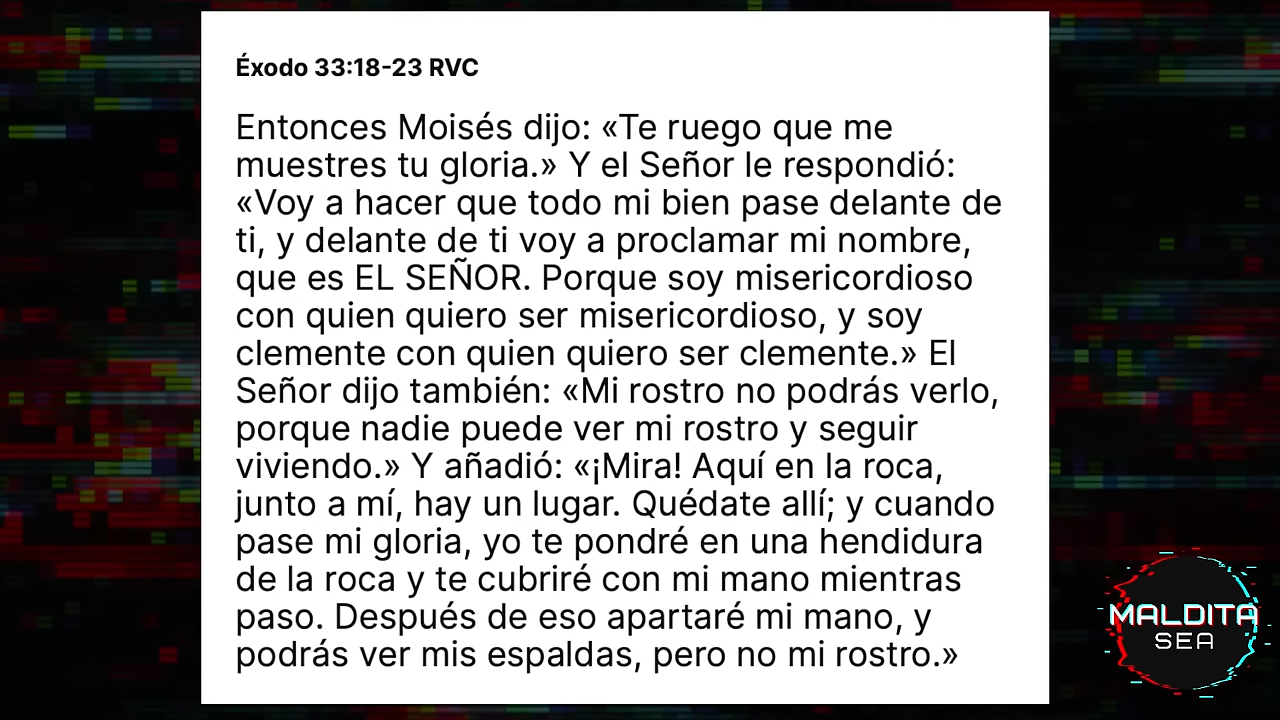 Éxodo 33:18-23 RVC
Entonces Moisés dijo: «Te ruego que me
muestres tu gloria.» Y el Señor le respondió:
«Voy a hacer que todo mi bien pase delante de
ti, y delante de ti voy a proclamar mi nombre,
que es EL SEÑOR. Porque soy misericordioso
con quien quiero ser misericordioso, y soy
clemente con quien quiero ser clemente.» El
Señor dijo también: «Mi rostro no podrás verlo,
porque nadie puede ver mi rostro y seguir
viviendo.» Y añadió: «¡Mira! Aquí en la roca,
junto a mí, hay un lugar. Quédate allí; y cuando
pase mi gloria, yo te pondré en una hendidura
de la roca y te cubriré con mi mano mientras
paso. Después de eso apartaré mi mano, y
podrás ver mis espaldas, pero no mi rostro.»
MALDITA
SEA